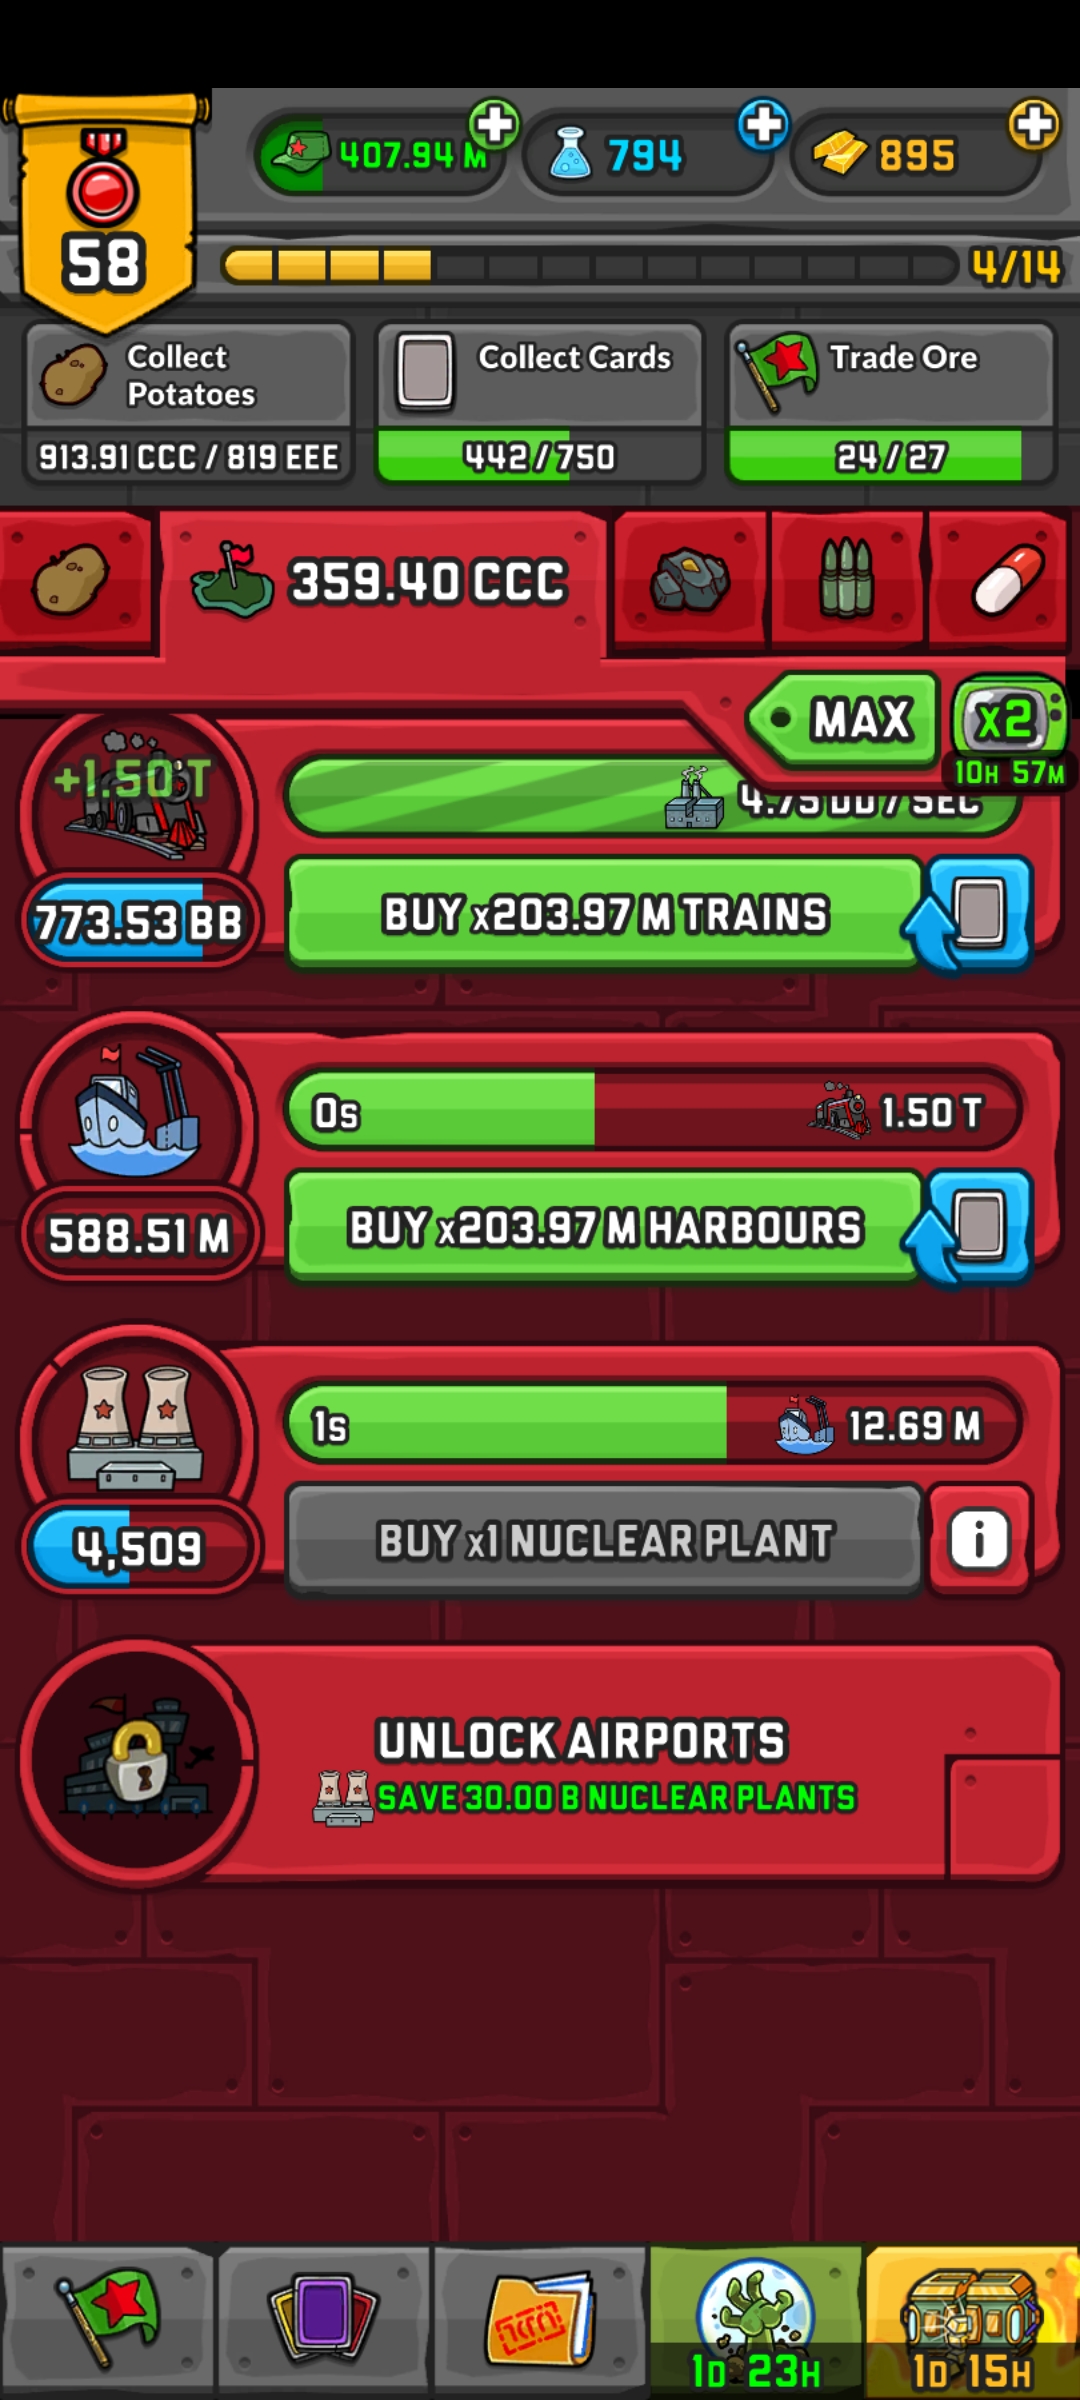 58
407.94 M
794
895
4/14
Collect
Potatoes
913.91 CCC / 819 EEE
Collect Cards
442/750
Trade Ore
24/27
359.40 CCC
MAX
x2
10H 57M
+1.50 T
4.75 DD / SEC
773.53 BB
BUY x203.97 M TRAINS
0s
1.50 T
588.51 M
BUY x203.97 M HARBOURS
1s
12.69 M
4,509
BUY x1 NUCLEAR PLANT
i
UNLOCK AIRPORTS
SAVE 30.00 B NUCLEAR PLANTS
1D 23H
1D 15H